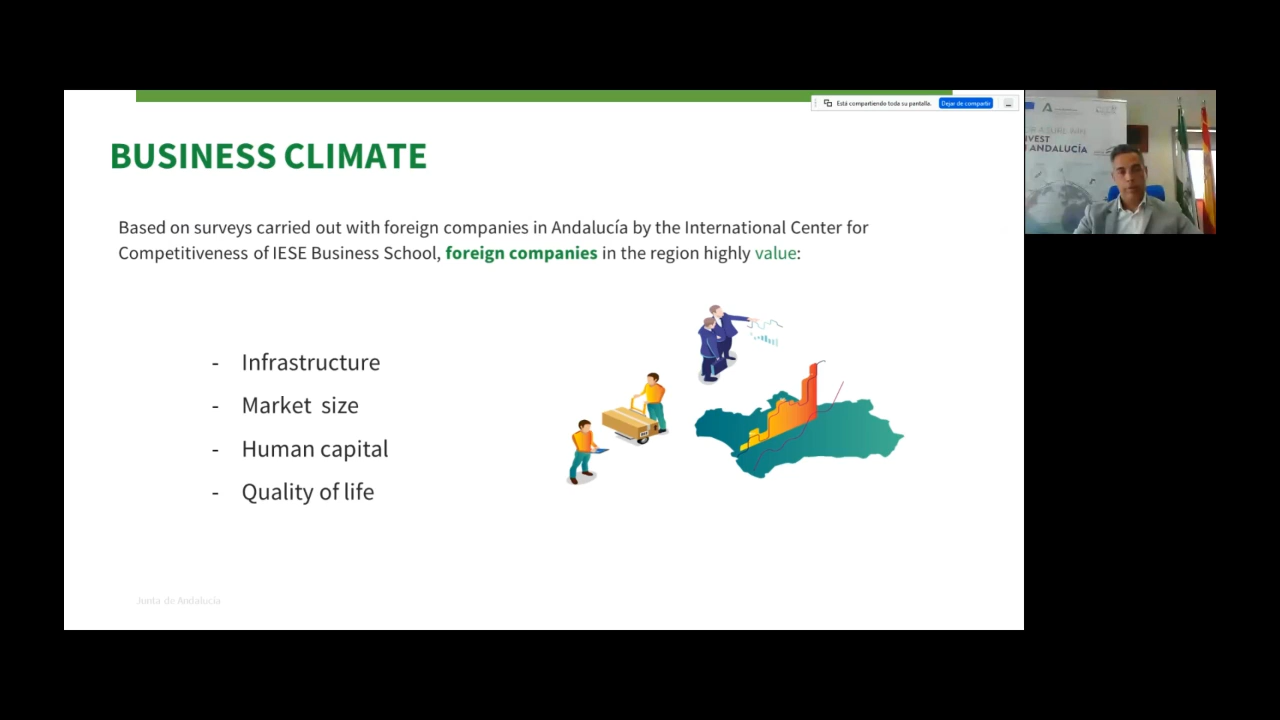 Está compartiendo toda su pantalla. Dejar de compartir
BUSINESS CLIMATE
Based on surveys carried out with foreign companies in Andalucía by the International Center for
Competitiveness of IESE Business School, foreign companies in the region highly value:
- Infrastructure
- Market size
- Human capital
- Quality of life
Junta de Andalucía
ANDALUCÍA